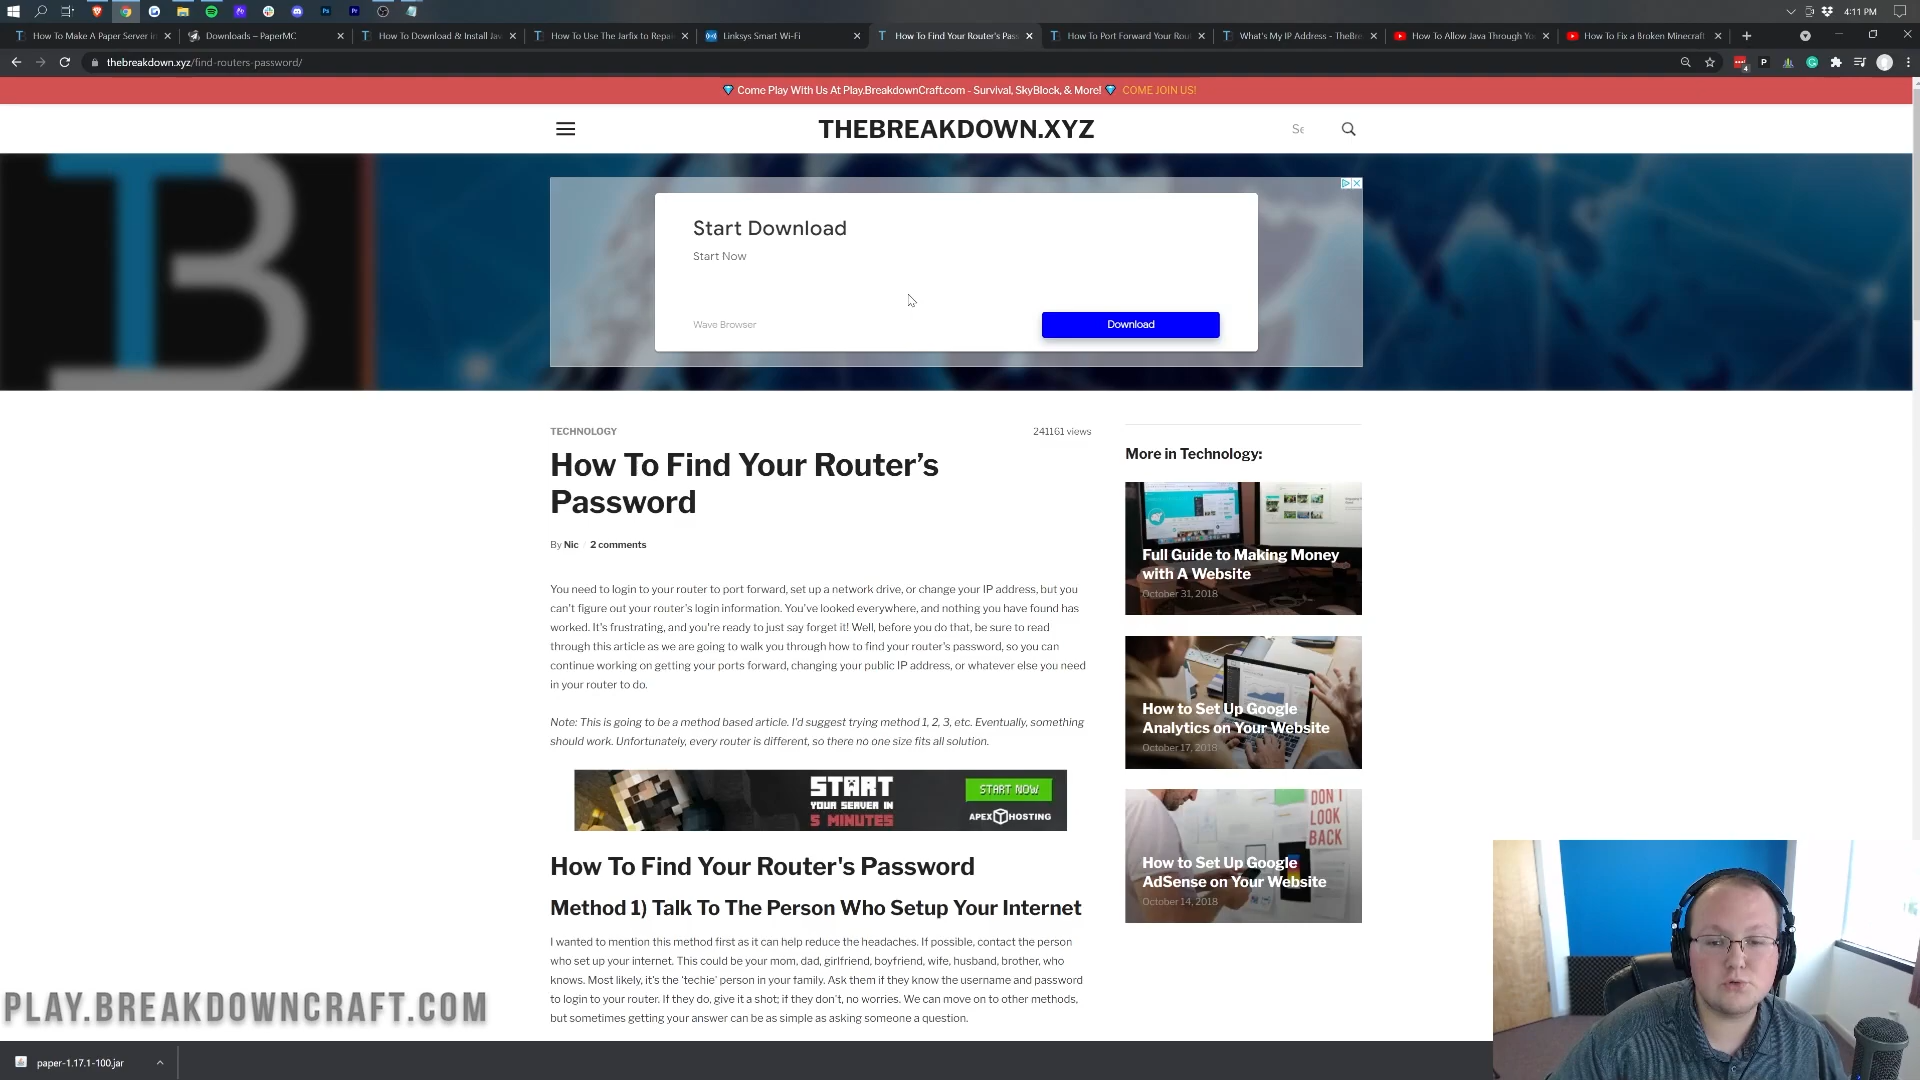 4:11 PM
How To Make A Paper Server in
Downloads – PaperMC
How To Download & Install Jav
How To Use The Jarfix to Repai
Linksys Smart Wi-Fi
How To Find Your Router's Pass
How To Port Forward Your Rout
What's My IP Address - TheBre
How To Allow Java Through Yo
How To Fix a Broken Minecraft
thebreakdown.xyz/find-routers-password/
Come Play With Us At Play.BreakdownCraft.com - Survival, SkyBlock, & More! COME JOIN US!
THEBREAKDOWN.XYZ
Se
Start Download
Start Now
Wave Browser
Download
TECHNOLOGY
241161 views
How To Find Your Router's
Password
By Nic
2 comments
You need to login to your router to port forward, set up a network drive, or change your IP address, but you
can't figure out your router's login information. You've looked everywhere, and nothing you have found has
worked. It's frustrating, and you're ready to just say forget it! Well, before you do that, be sure to read
through this article as we are going to walk you through how to find your router's password, so you can
continue working on getting your ports forward, changing your public IP address, or whatever else you need
in your router to do.
Note: This is going to be a method based article. I'd suggest trying method 1, 2, 3, etc. Eventually, something
should work. Unfortunately, every router is different, so there no one size fits all solution.
START
YOUR SERVER IN
5 MINUTES
START NOW
APEX HOSTING
How To Find Your Router's Password
Method 1) Talk To The Person Who Setup Your Internet
I wanted to mention this method first as it can help reduce the headaches. If possible, contact the person
who set up your internet. This could be your mom, dad, girlfriend, boyfriend, wife, husband, brother, who
knows. Most likely, it's the 'techie' person in your family. Ask them if they know the username and password
to login to your router. If they do, give it a shot; if they don't, no worries. We can move on to other methods,
but sometimes getting your answer can be as simple as asking someone a question.
More in Technology:
Full Guide to Making Money
with A Website
October 31, 2018
How to Set Up Google
Analytics on Your Website
October 17, 2018
DON'T
LOOK
BACK
How to Set Up Google
AdSense on Your Website
October 14, 2018
PLAY.BREAKDOWNCRAFT.COM
paper-1.17.1-100.jar